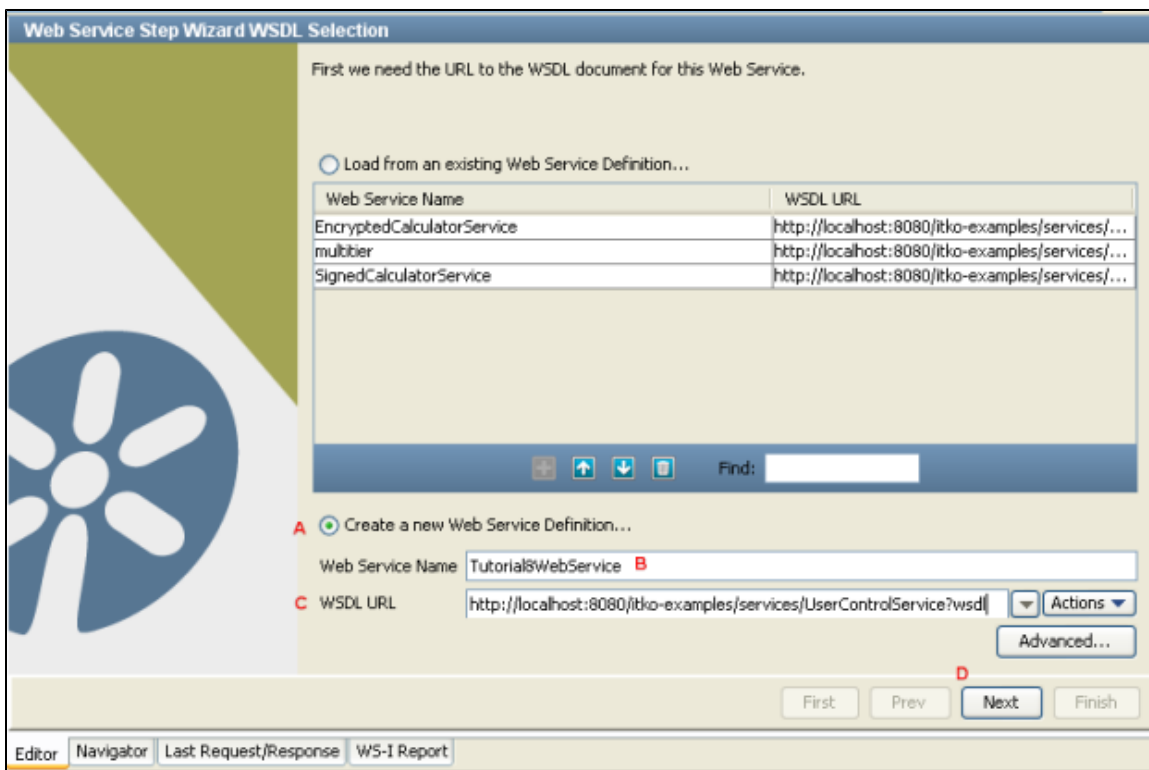 Web Service Step Wizard WSDL Selection
First we need the URL to the WSDL document for this Web Service.
Load from an existing Web Service Definition...
Web Service Name WSDL URL
EncryptedCalculatorService http://localhost:8080/itko-examples/services/...
multitier http://localhost:8080/itko-examples/services/...
SignedCalculatorService http://localhost:8080/itko-examples/services/...
Find:
A Create a new Web Service Definition...
Web Service Name Tutorial8WebService B
C WSDL URL http://localhost:8080/itko-examples/services/UserControlService?wsdl Actions
Advanced...
D
First Prev Next Finish
Editor Navigator Last Request/Response WS-I Report